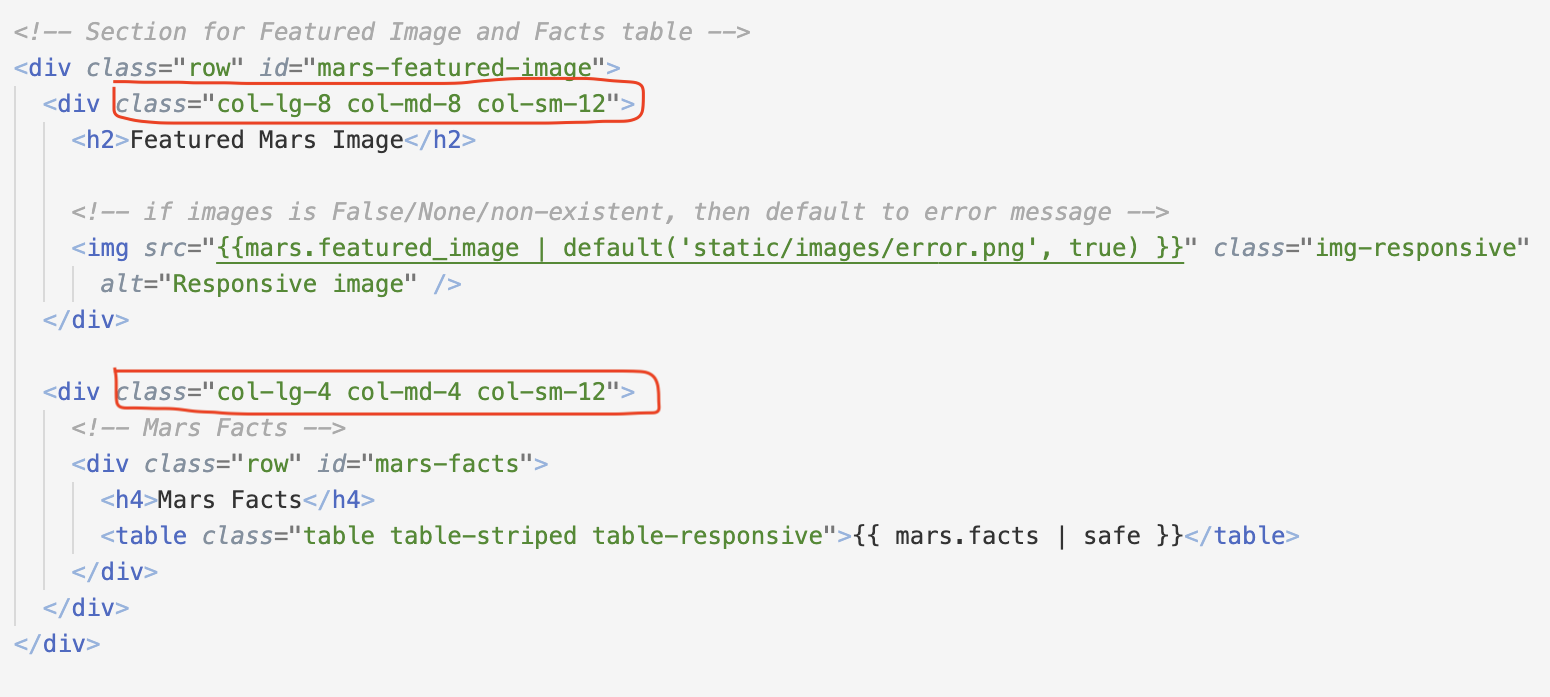 <!-- Section for Featured Image and Facts table -->
<div class="row" id="mars-featured-image">
<div class="col-lg-8 col-md-8 col-sm-12">
<h2>Featured Mars Image</h2>
<!-- if images is False/None/non-existent, then default to error message -->
<img src="{{mars.featured_image | default('static/images/error.png', true) }}" class="img-responsive"
alt="Responsive image" />
</div>
<div class="col-lg-4 col-md-4 col-sm-12">
<!-- Mars Facts -->
<div class="row" id="mars-facts">
<h4>Mars Facts</h4>
<table class="table table-striped table-responsive">{{ mars.facts | safe }}</table>
</div>
</div>
</div>